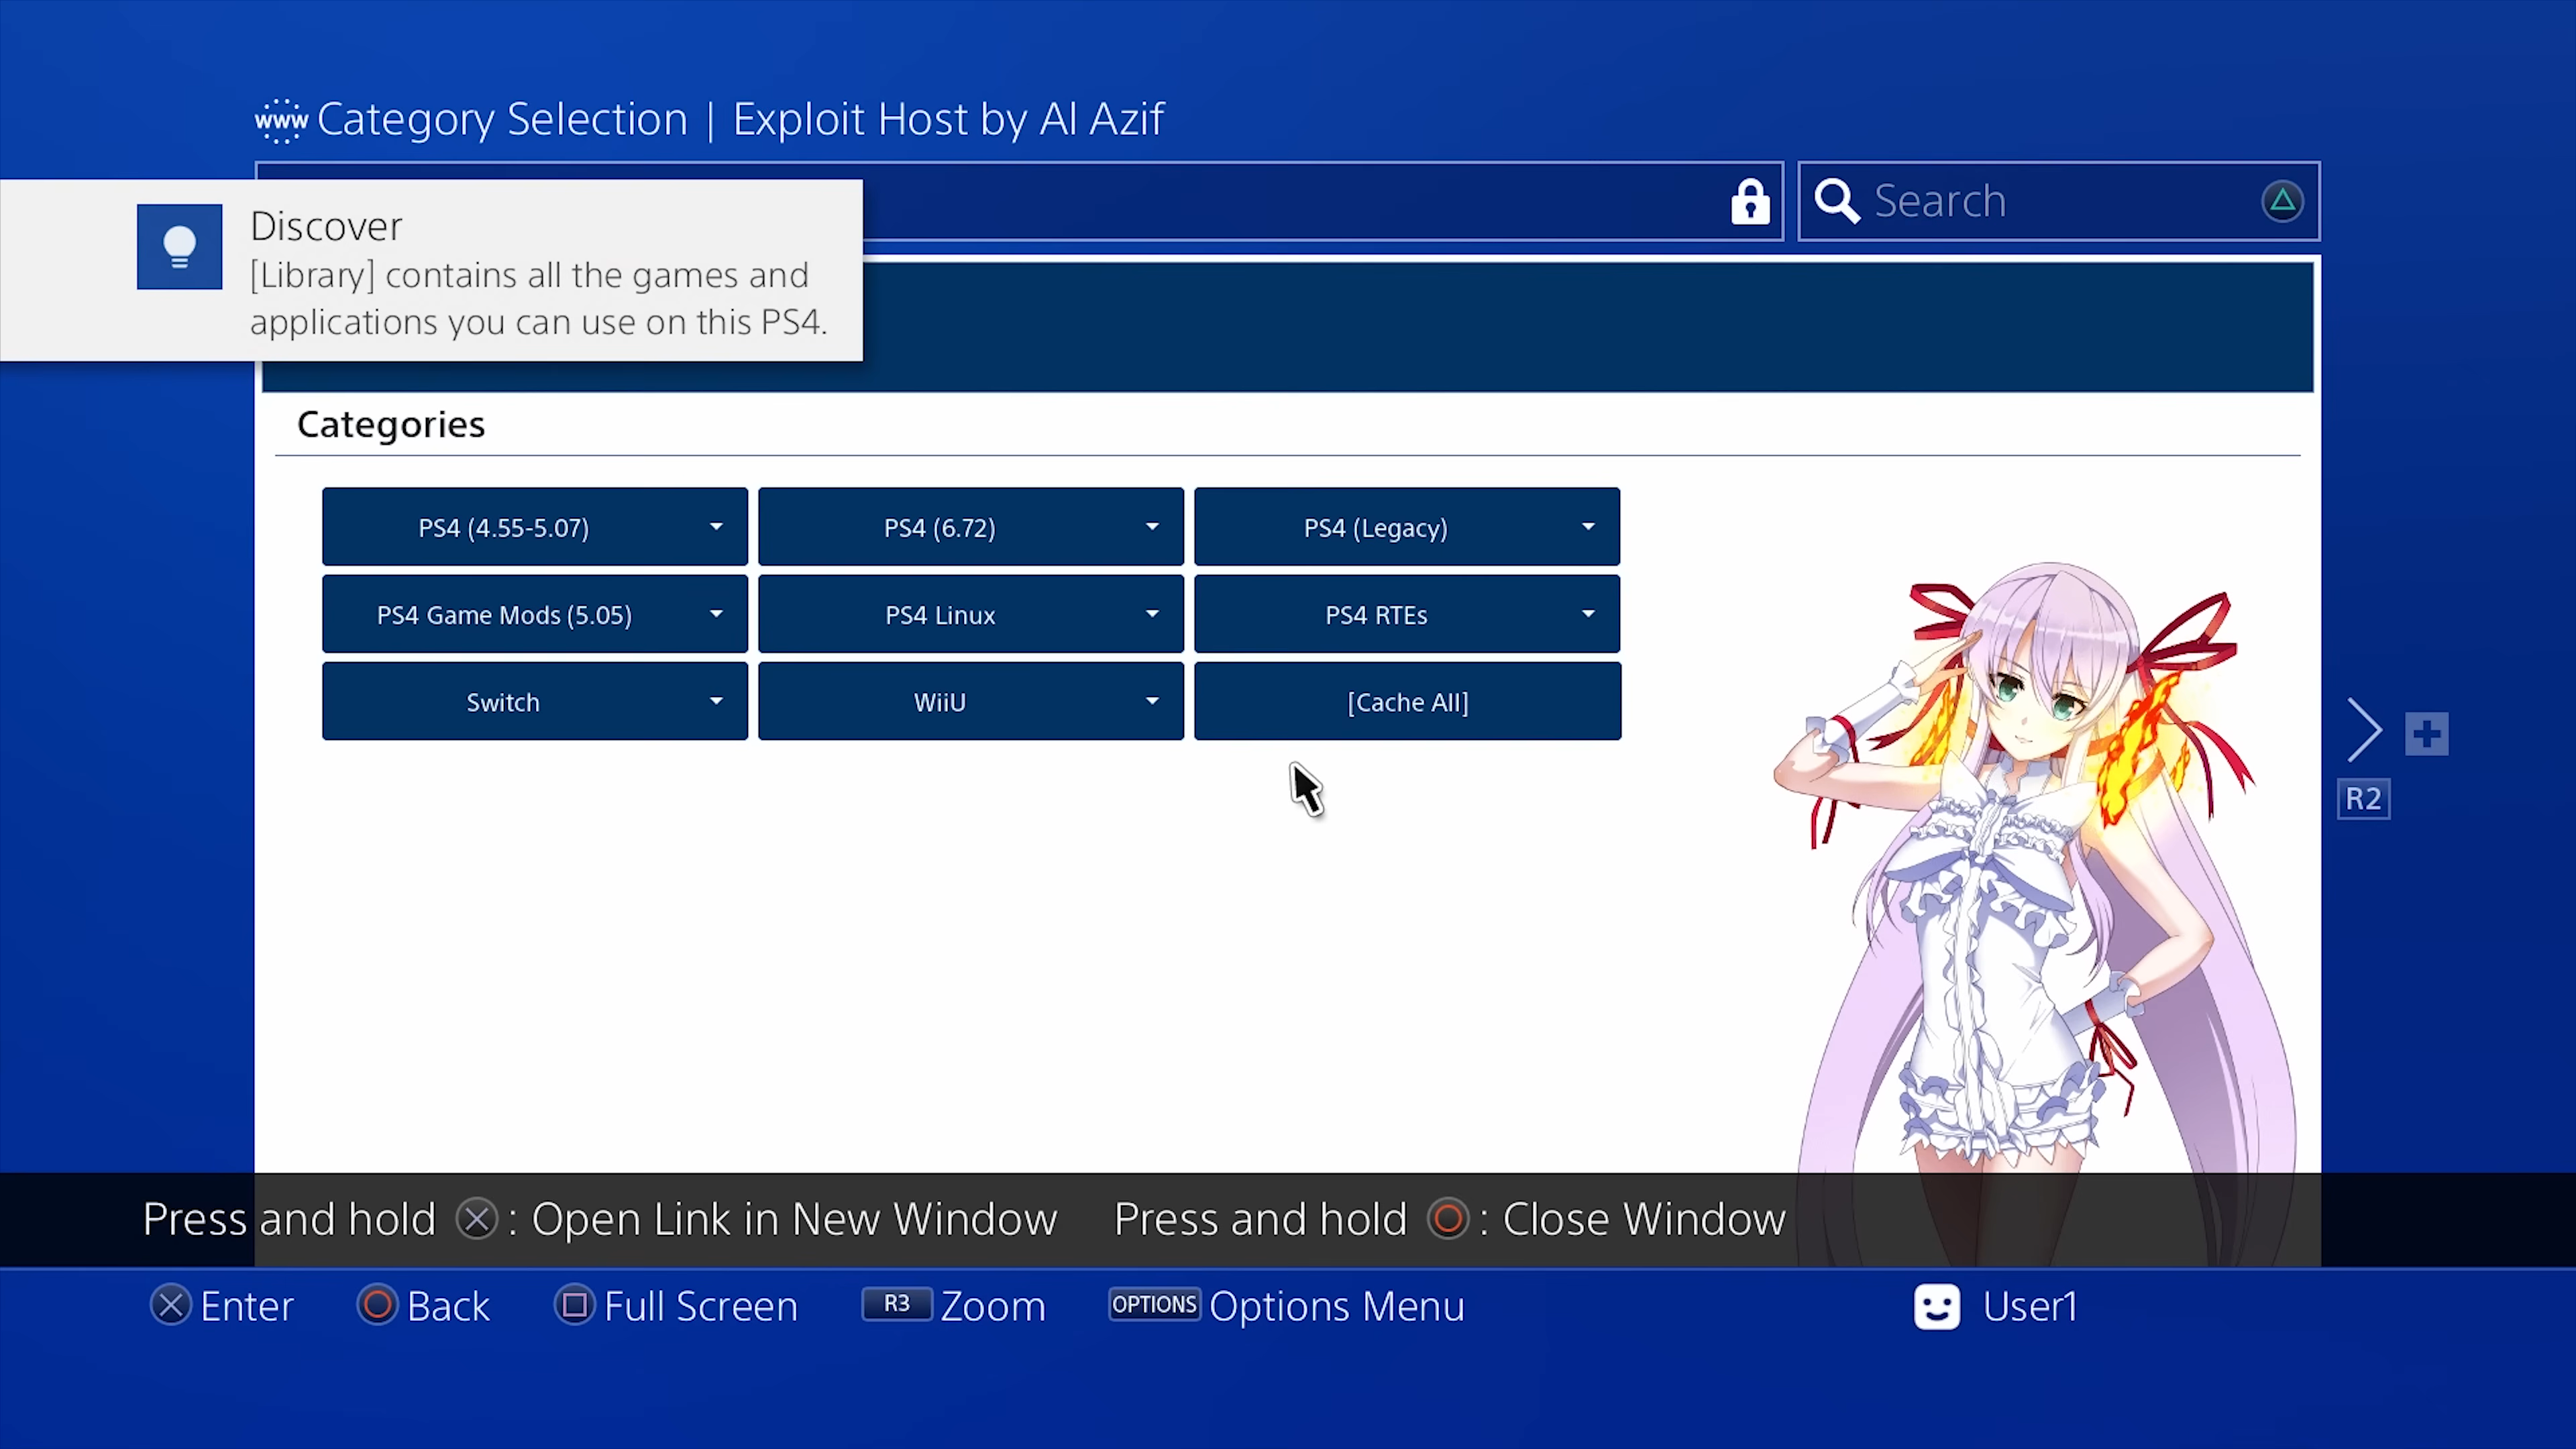 www Category Selection | Exploit Host by Al Azif
Search
Discover
[Library] contains all the games and
applications you can use on this PS4.
Categories
PS4 (4.55-5.07)
PS4 (6.72)
PS4 (Legacy)
PS4 Game Mods (5.05)
PS4 Linux
PS4 RTEs
Switch
WiiU
[Cache All]
R2
Press and hold : Open Link in New Window
Press and hold : Close Window
Enter
Back
Full Screen
R3 Zoom
OPTIONS Options Menu
User1